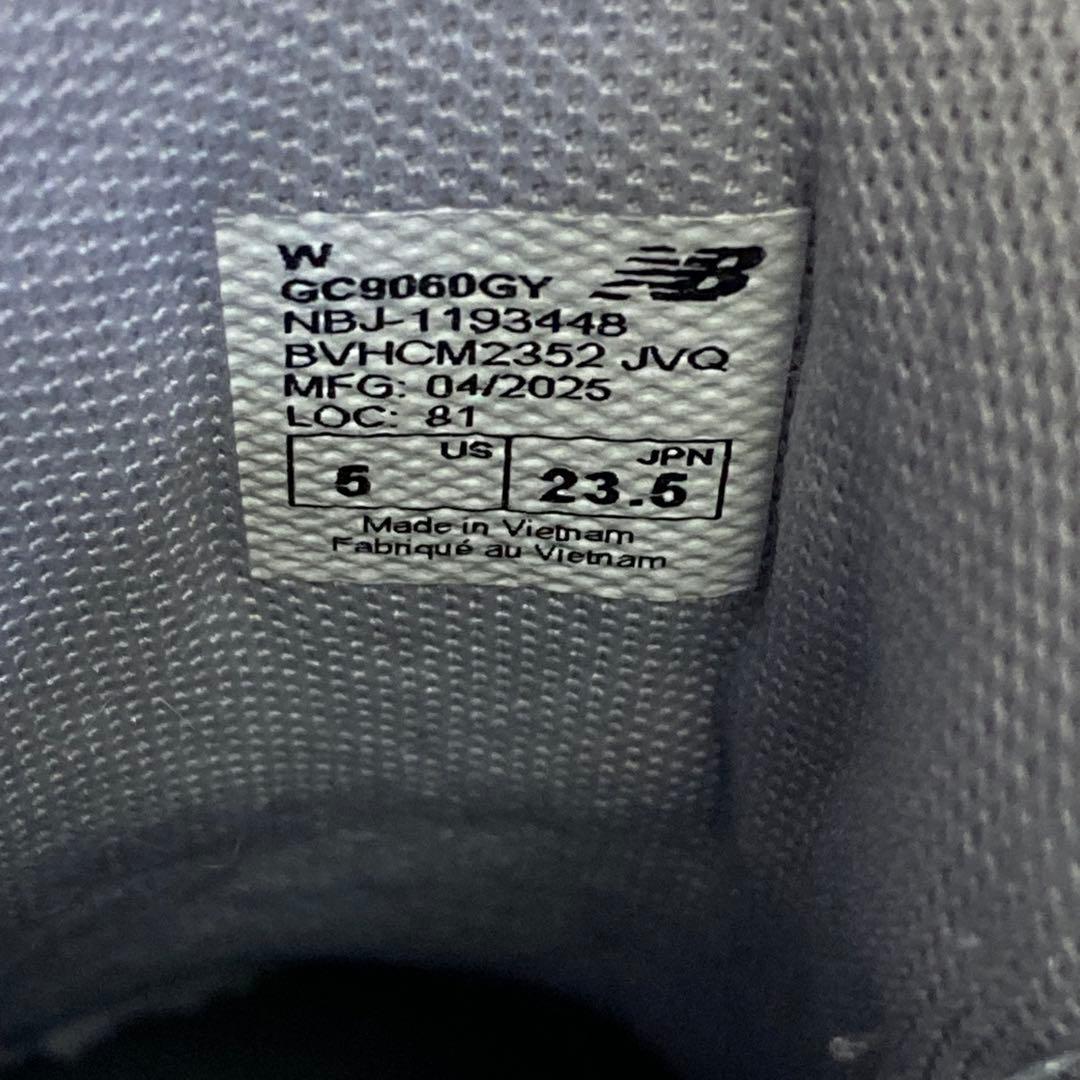 W
GC9060GY
NBJ-1193448
BVHCM2352 JVQ
MFG: 04/2025
LOC: 81
US JPN
5 23.5
Made in Vietnam
Fabriqué au Vietnam